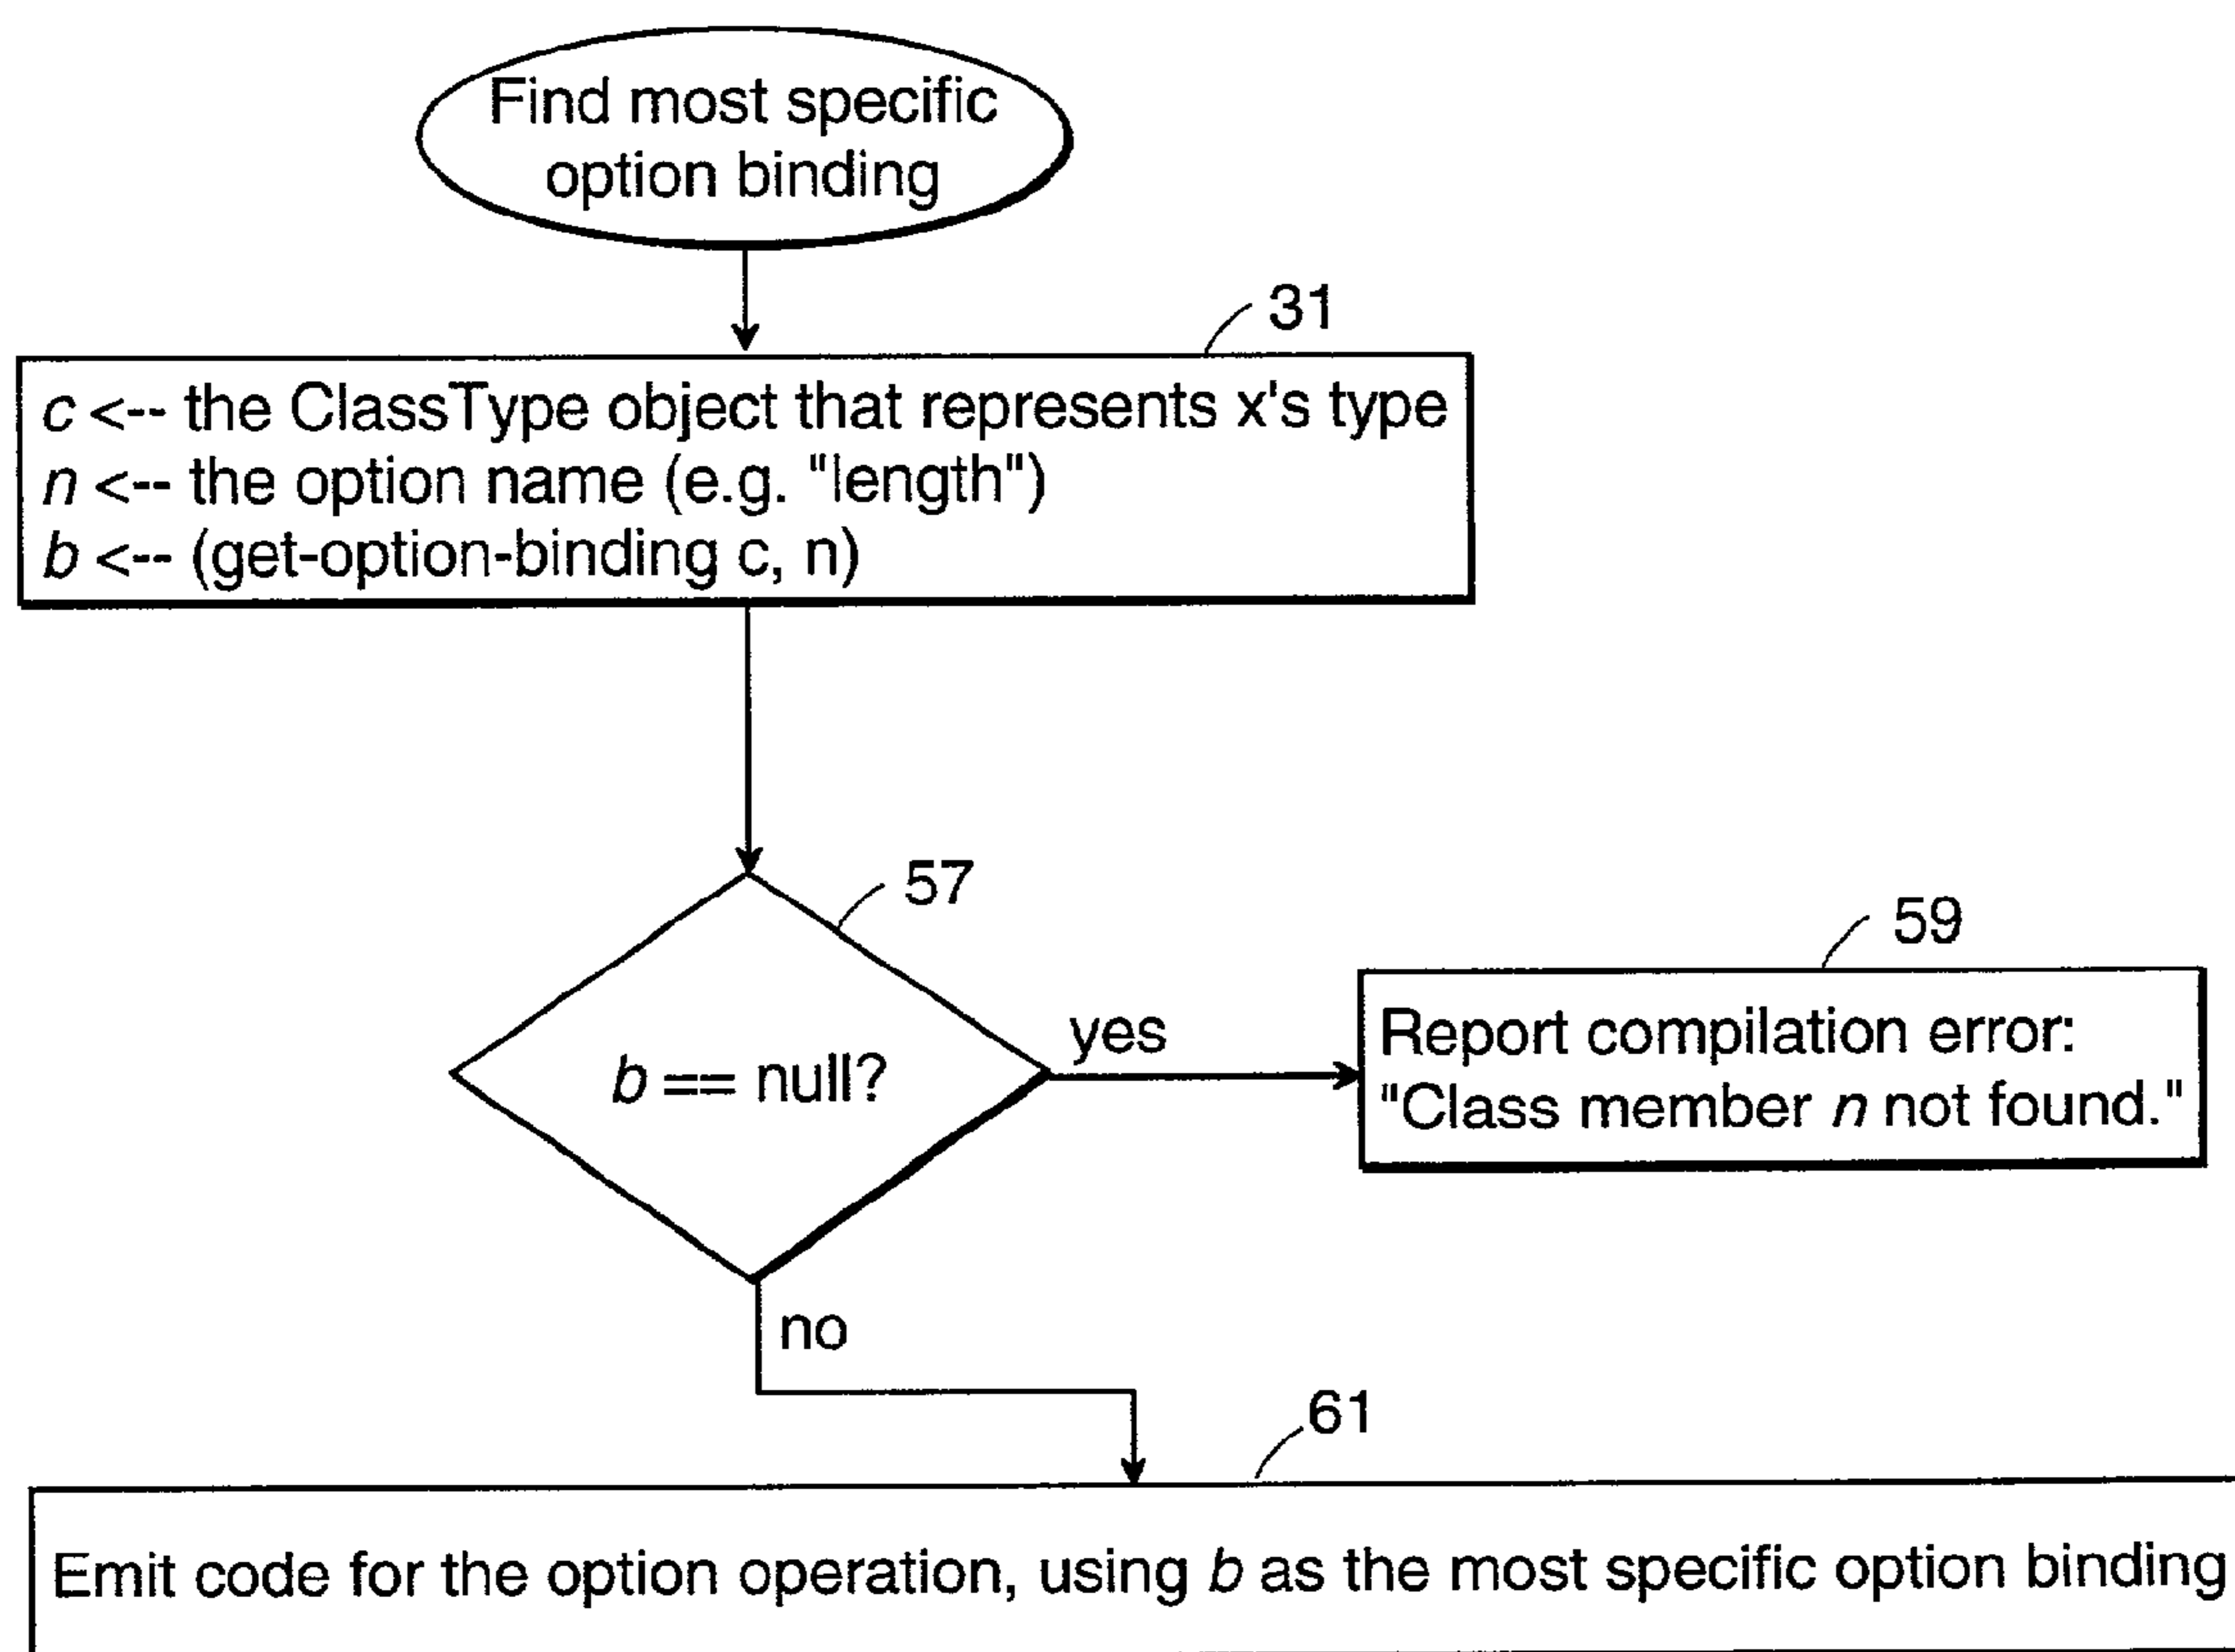 Find most specific
option binding
31
c <-- the ClassType object that represents x's type
n <-- the option name (e.g. "length")
b <-- (get-option-binding c, n)
57
b == null?
yes
59
Report compilation error:
"Class member n not found."
no
61
Emit code for the option operation, using b as the most specific option binding